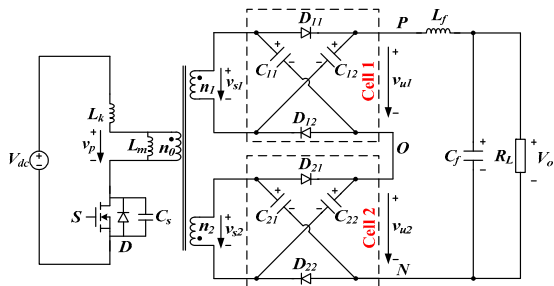 D11
P
Lf
+
C11
C12
Cell 1
n1
vs1
vu1
D12
Lk
Vdc
vp
Lm
n0
O
D21
Cf
RL
Vo
S
D
Cs
n2
vs2
C21
C22
Cell 2
vu2
D22
N